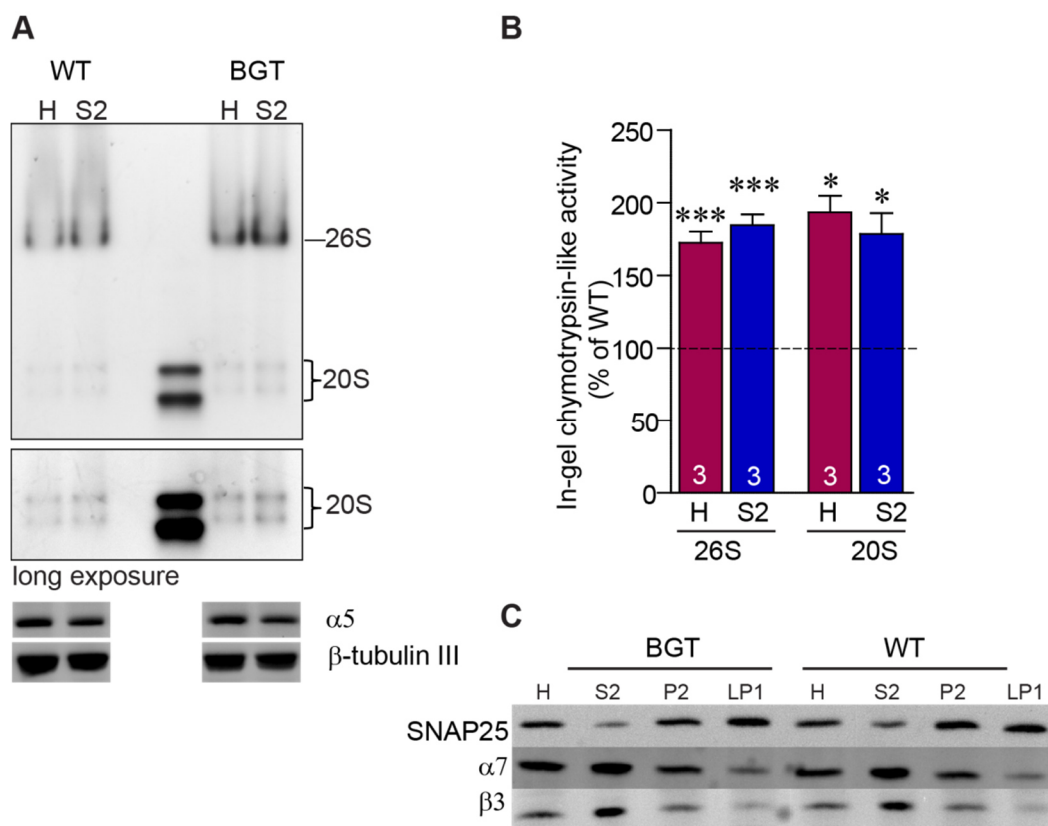 A
WT BGT
H S2 H S2
26S
20S
20S
long exposure
α5
β-tubulin III
B
In-gel chymotrypsin-like activity
(% of WT)
250
200
150
100
50
0
*** *** * *
3 3 3 3
H S2 H S2
26S 20S
C
BGT WT
H S2 P2 LP1 H S2 P2 LP1
SNAP25
α7
β3